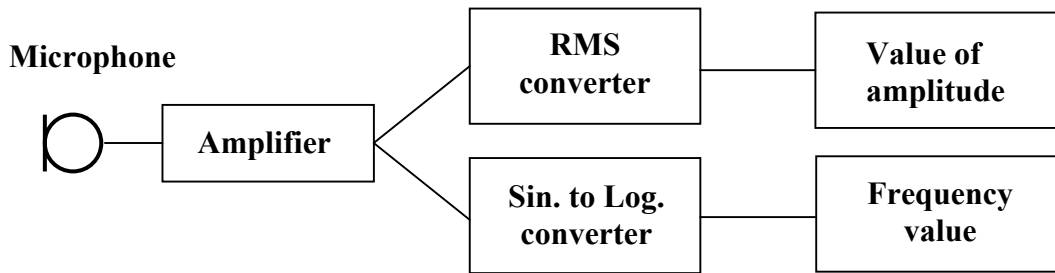 Microphone
Amplifier
RMS
converter
Value of
amplitude
Sin. to Log.
converter
Frequency
value